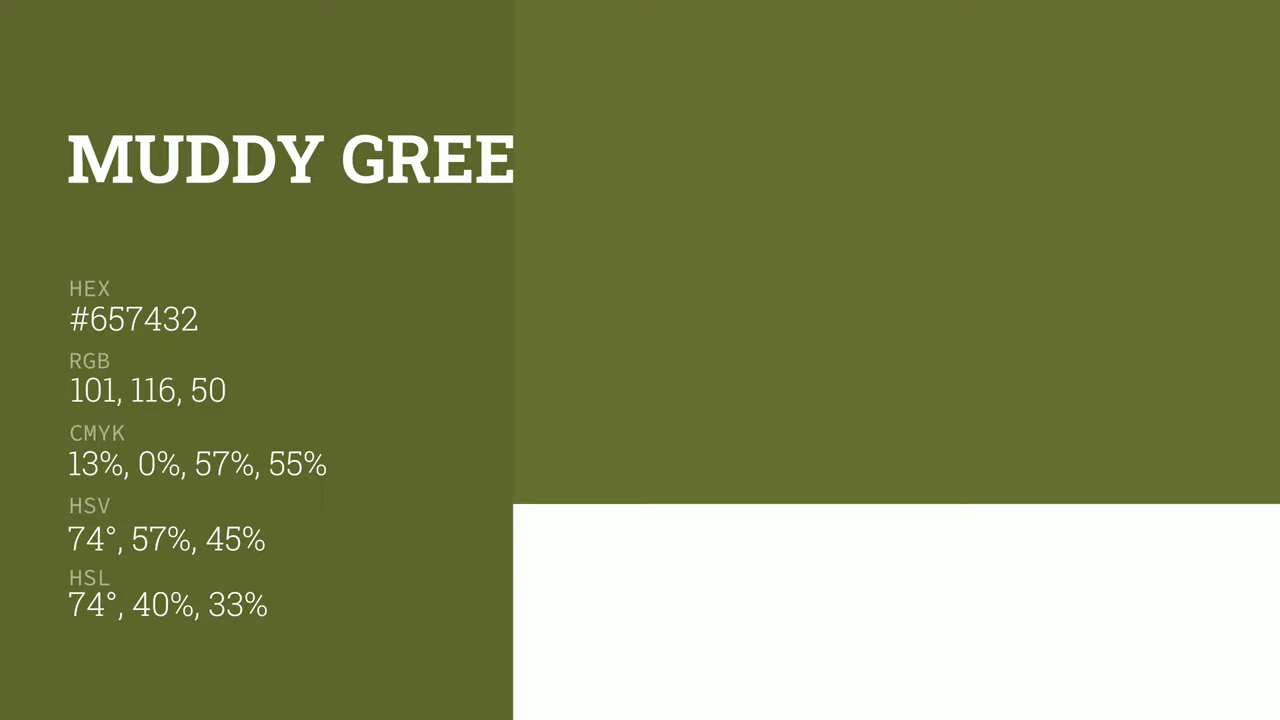 MUDDY GREE
HEX
#657432
RGB
101, 116, 50
CMYK
13%, 0%, 57%, 55%
HSV
74°, 57%, 45%
HSL
74°, 40%, 33%